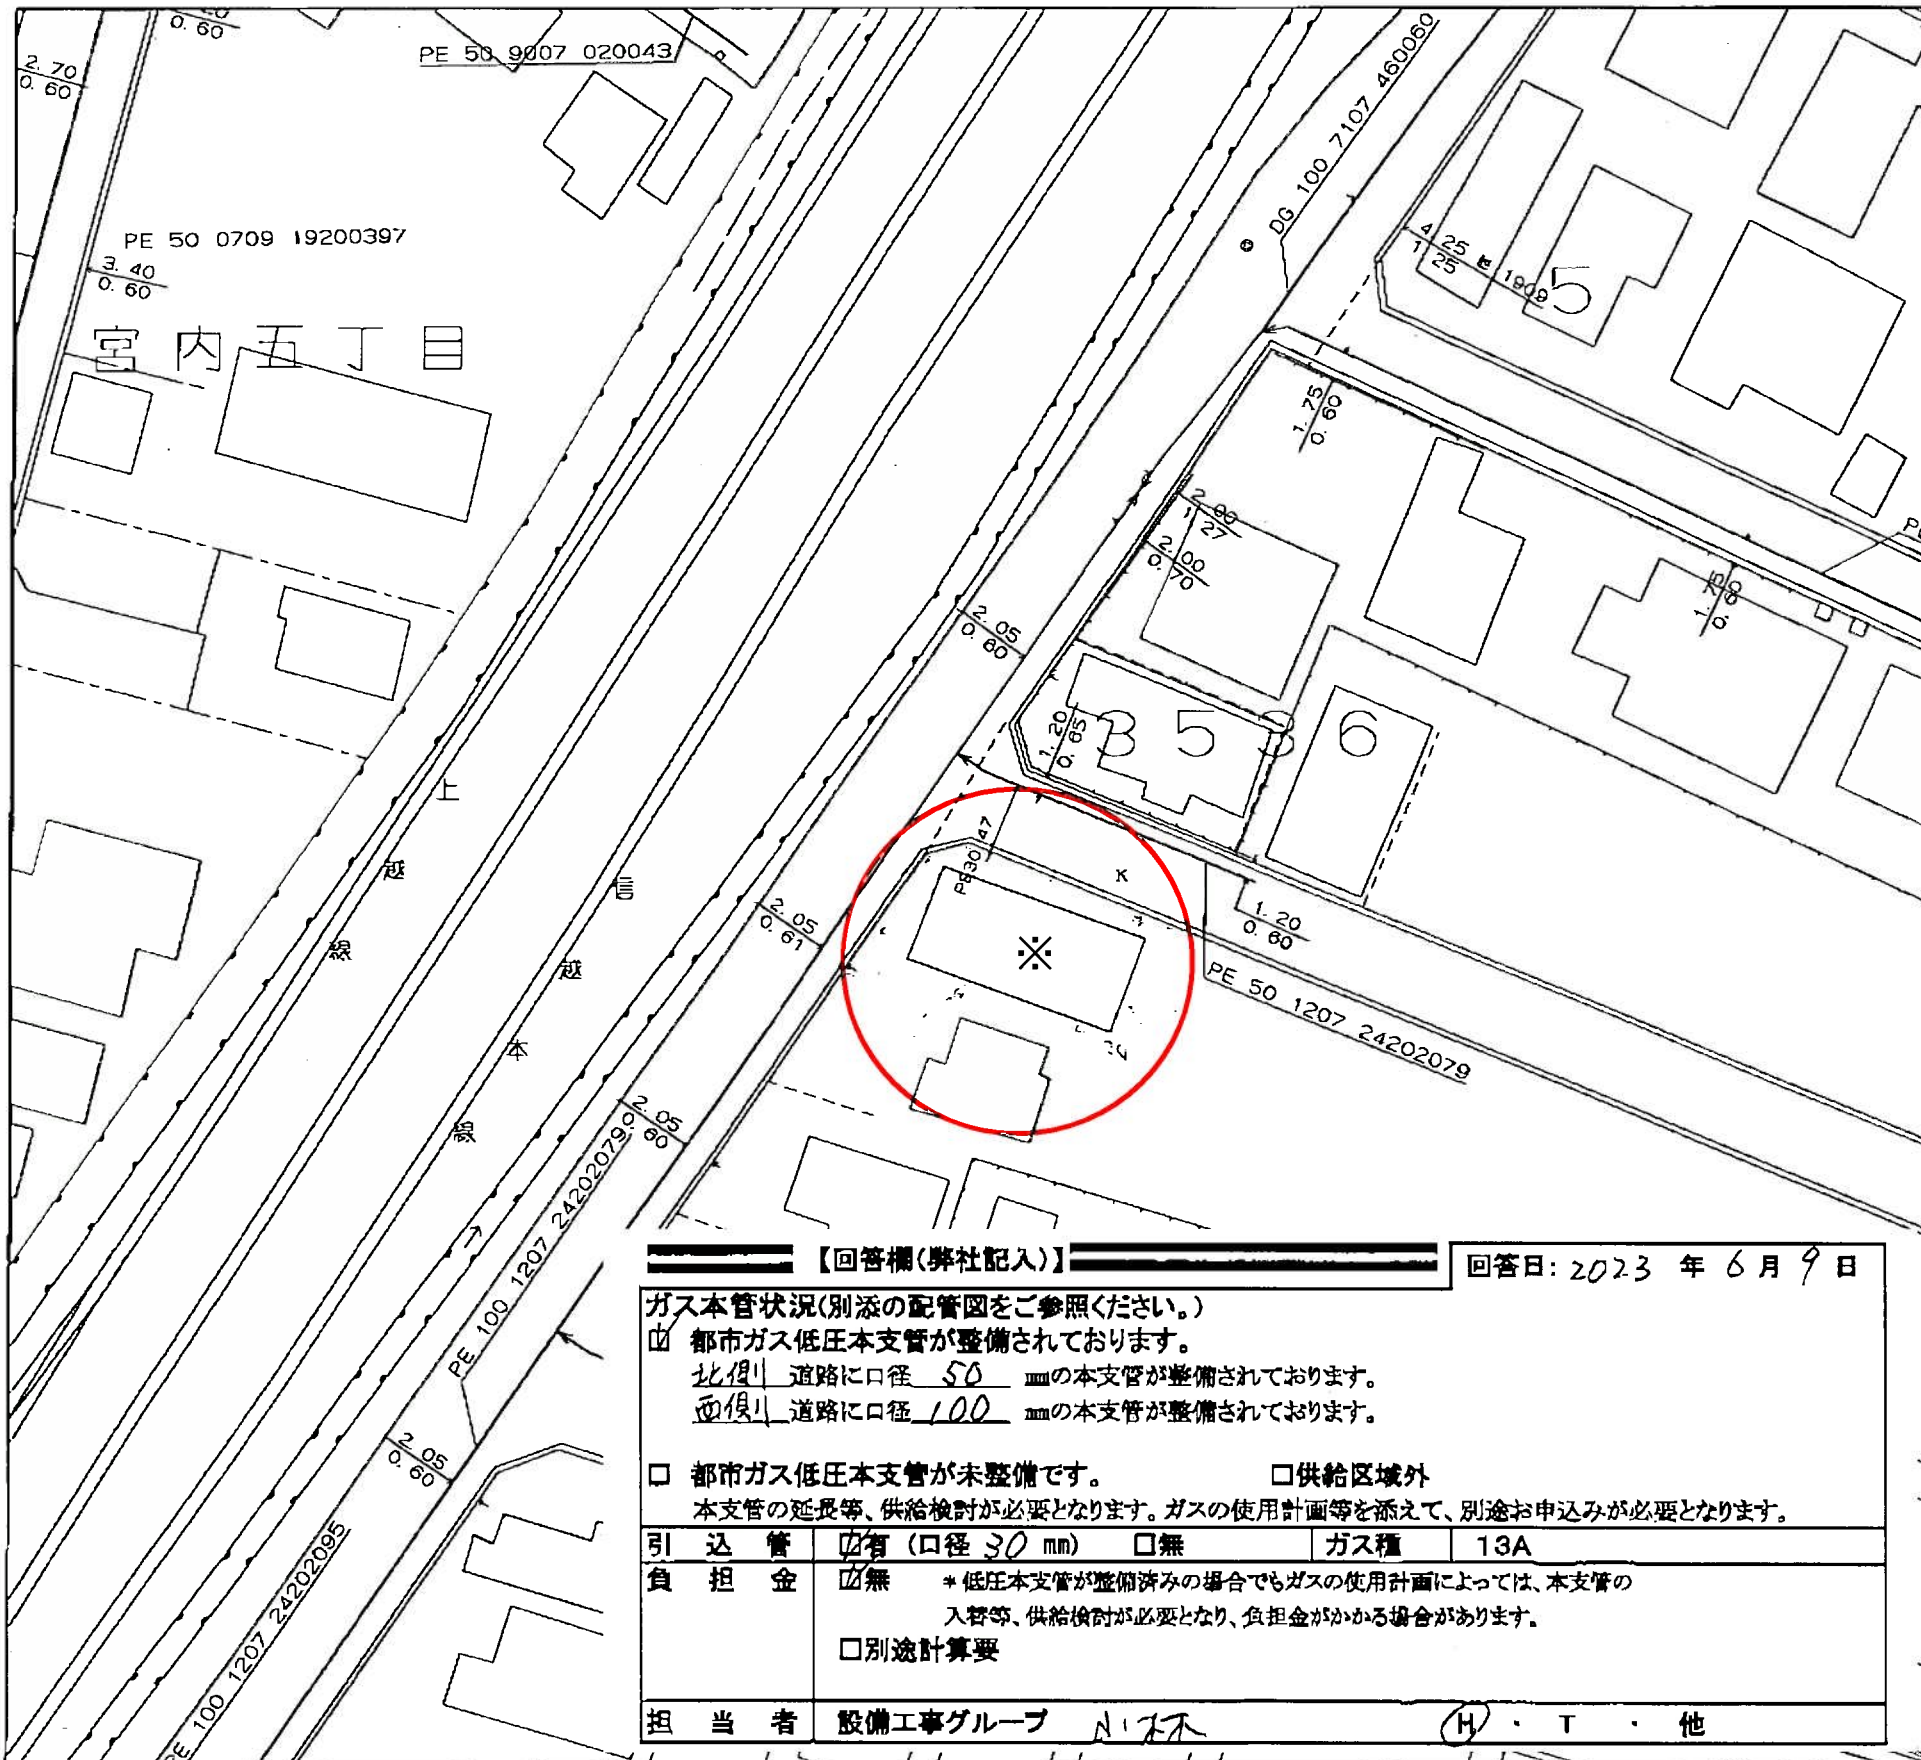 0.60
PE 50 9007 020043
2.70
0.60
DG 100 7107 460060
PE 50 0709 19200397
3.40
0.60
宮内五丁目
4.25
1.25
1909
5
1.75
0.60
2.00
1.27
2.00
0.70
2.05
0.60
3536
1.20
0.65
上越線
信越本線
PE30 47
K
2.05
0.61
※
1.20
0.60
PE 50 1207 24202079
2.05
0.60
PE 100 1207 24202079
2.05
0.60
PE 100 1207 24202095
【回答欄(弊社記入)】
回答日: 2023 年 6 月 9 日
ガス本管状況(別添の配管図をご参照ください。)
☑ 都市ガス低圧本支管が整備されております。
北側 道路に口径 50 ㎜の本支管が整備されております。
西側 道路に口径 100 ㎜の本支管が整備されております。
□ 都市ガス低圧本支管が未整備です。 □供給区域外
本支管の延長等、供給検討が必要となります。ガスの使用計画等を添えて、別途お申込みが必要となります。
引込管 ☑有 (口径 30 mm) □無 ガス種 13A
負担金 ☑無 *低圧本支管が整備済みの場合でもガスの使用計画によっては、本支管の
入替等、供給検討が必要となり、負担金がかかる場合があります。
□別途計算要
担当者 設備工事グループ 小林 H ・ T ・ 他